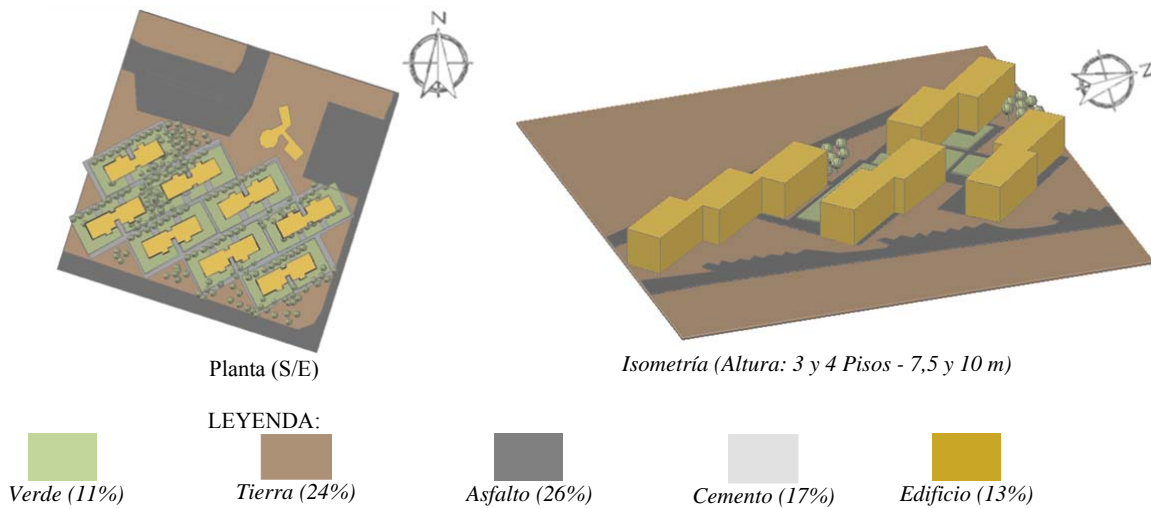 N
Z
Planta (S/E)
Isometría (Altura: 3 y 4 Pisos - 7,5 y 10 m)
LEYENDA:
Verde (11%)
Tierra (24%)
Asfalto (26%)
Cemento (17%)
Edificio (13%)